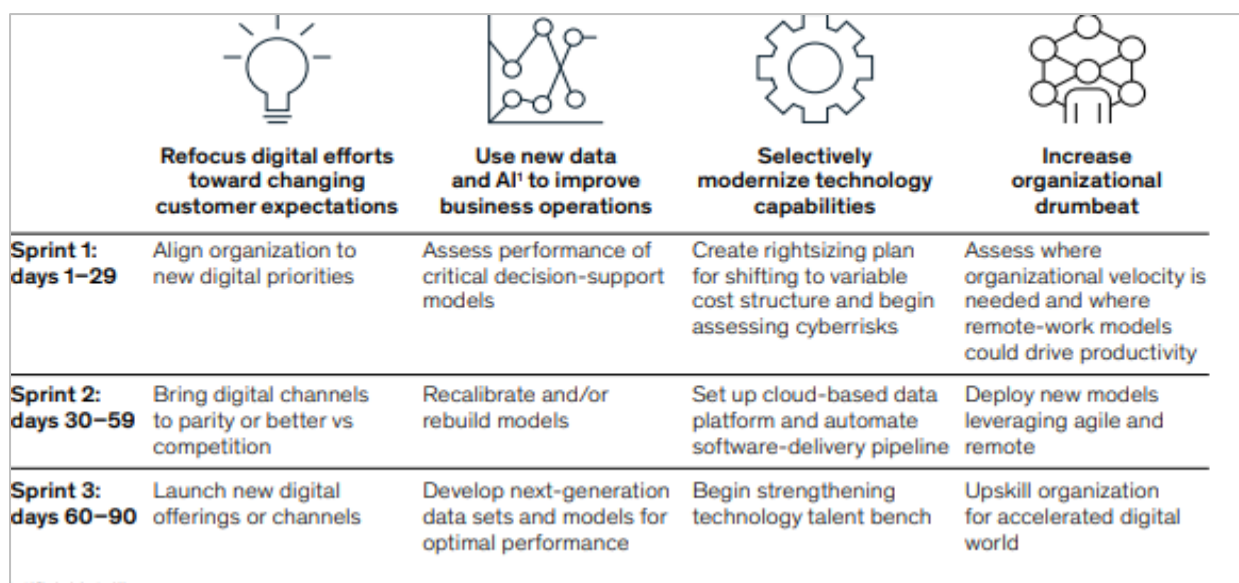 Refocus digital efforts
toward changing
customer expectations
Use new data
and AI¹ to improve
business operations
Selectively
modernize technology
capabilities
Increase
organizational
drumbeat
Sprint 1:
days 1–29
Align organization to
new digital priorities
Assess performance of
critical decision-support
models
Create rightsizing plan
for shifting to variable
cost structure and begin
assessing cyberrisks
Assess where
organizational velocity is
needed and where
remote-work models
could drive productivity
Sprint 2:
days 30–59
Bring digital channels
to parity or better vs
competition
Recalibrate and/or
rebuild models
Set up cloud-based data
platform and automate
software-delivery pipeline
Deploy new models
leveraging agile and
remote
Sprint 3:
days 60–90
Launch new digital
offerings or channels
Develop next-generation
data sets and models for
optimal performance
Begin strengthening
technology talent bench
Upskill organization
for accelerated digital
world